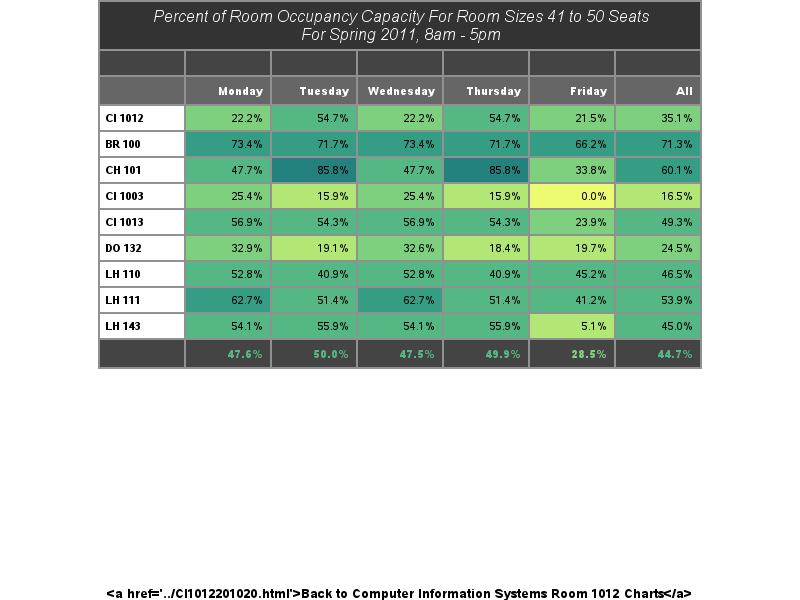 Percent of Room Occupancy Capacity For Room Sizes 41 to 50 Seats
For Spring 2011, 8am - 5pm
Monday Tuesday Wednesday Thursday Friday All
CI 1012 22.2% 54.7% 22.2% 54.7% 21.5% 35.1%
BR 100 73.4% 71.7% 73.4% 71.7% 66.2% 71.3%
CH 101 47.7% 85.8% 47.7% 85.8% 33.8% 60.1%
CI 1003 25.4% 15.9% 25.4% 15.9% 0.0% 16.5%
CI 1013 56.9% 54.3% 56.9% 54.3% 23.9% 49.3%
DO 132 32.9% 19.1% 32.6% 18.4% 19.7% 24.5%
LH 110 52.8% 40.9% 52.8% 40.9% 45.2% 46.5%
LH 111 62.7% 51.4% 62.7% 51.4% 41.2% 53.9%
LH 143 54.1% 55.9% 54.1% 55.9% 5.1% 45.0%
47.6% 50.0% 47.5% 49.9% 28.5% 44.7%
<a href='../CI1012201020.html'>Back to Computer Information Systems Room 1012 Charts</a>